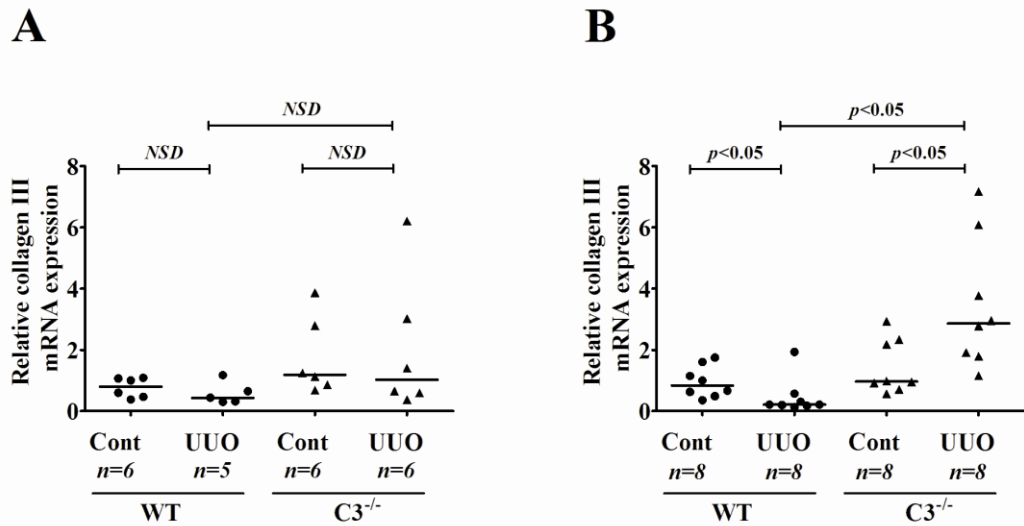 A
NSD
NSD
NSD
Relative collagen III
mRNA expression
8
6
4
2
0
Cont
UUO
Cont
UUO
n=6
n=5
n=6
n=6
WT
C3-/-
B
p<0.05
p<0.05
p<0.05
Relative collagen III
mRNA expression
8
6
4
2
0
Cont
UUO
Cont
UUO
n=8
n=8
n=8
n=8
WT
C3-/-